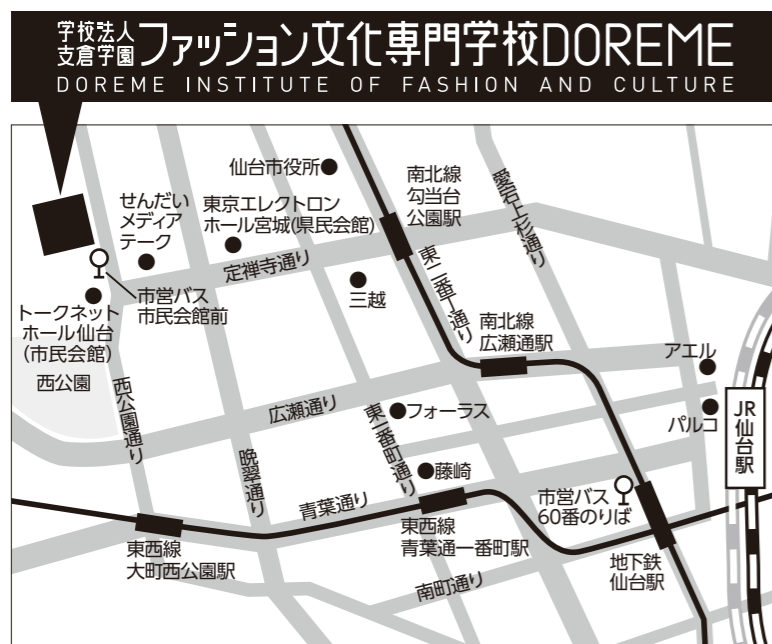 学校法人
支倉学園
ファッション文化専門学校DOREME
DOREME INSTITUTE OF FASHION AND CULTURE
仙台市役所
南北線
勾当台
公園駅
愛宕上杉通り
せんだい
メディア
テーク
東京エレクトロン
ホール宮城(県民会館)
定禅寺通り
東二番丁通り
市営バス
市民会館前
三越
トークネット
ホール仙台
(市民会館)
西公園
南北線
広瀬通駅
アエル
パルコ
JR仙台駅
西公園通り
広瀬通り
東一番町通り
フォーラス
晩翠通り
藤崎
青葉通り
市営バス
60番のりば
東西線
大町西公園駅
東西線
青葉通一番町駅
地下鉄
仙台駅
南町通り